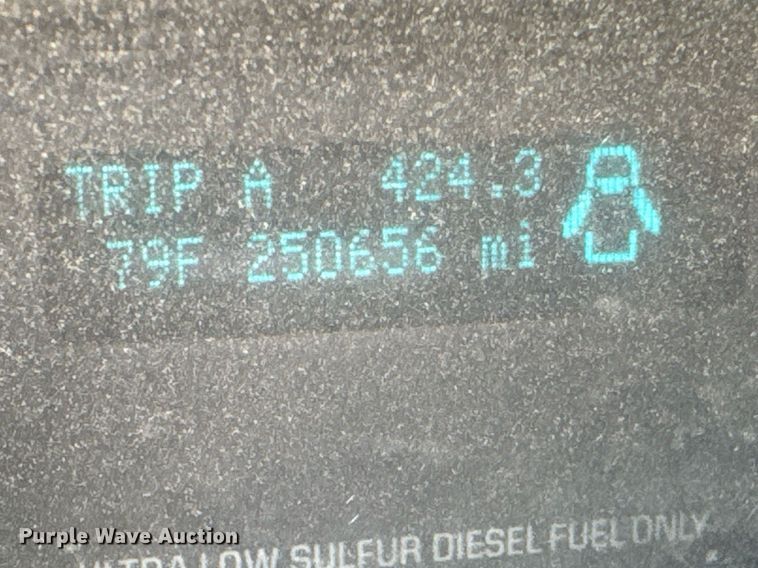 TRIP A 424.3
79F 250656 mi
ULTRA LOW SULFUR DIESEL FUEL ONLY
Purple Wave Auction